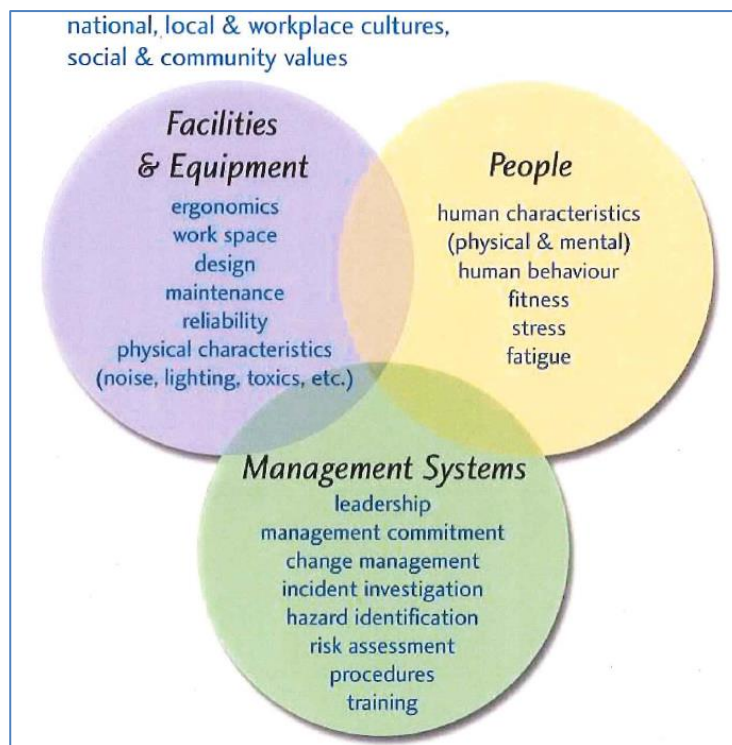 national, local & workplace cultures,
social & community values
Facilities
& Equipment
ergonomics
work space
design
maintenance
reliability
physical characteristics
(noise, lighting, toxics, etc.)
People
human characteristics
(physical & mental)
human behaviour
fitness
stress
fatigue
Management Systems
leadership
management commitment
change management
incident investigation
hazard identification
risk assessment
procedures
training